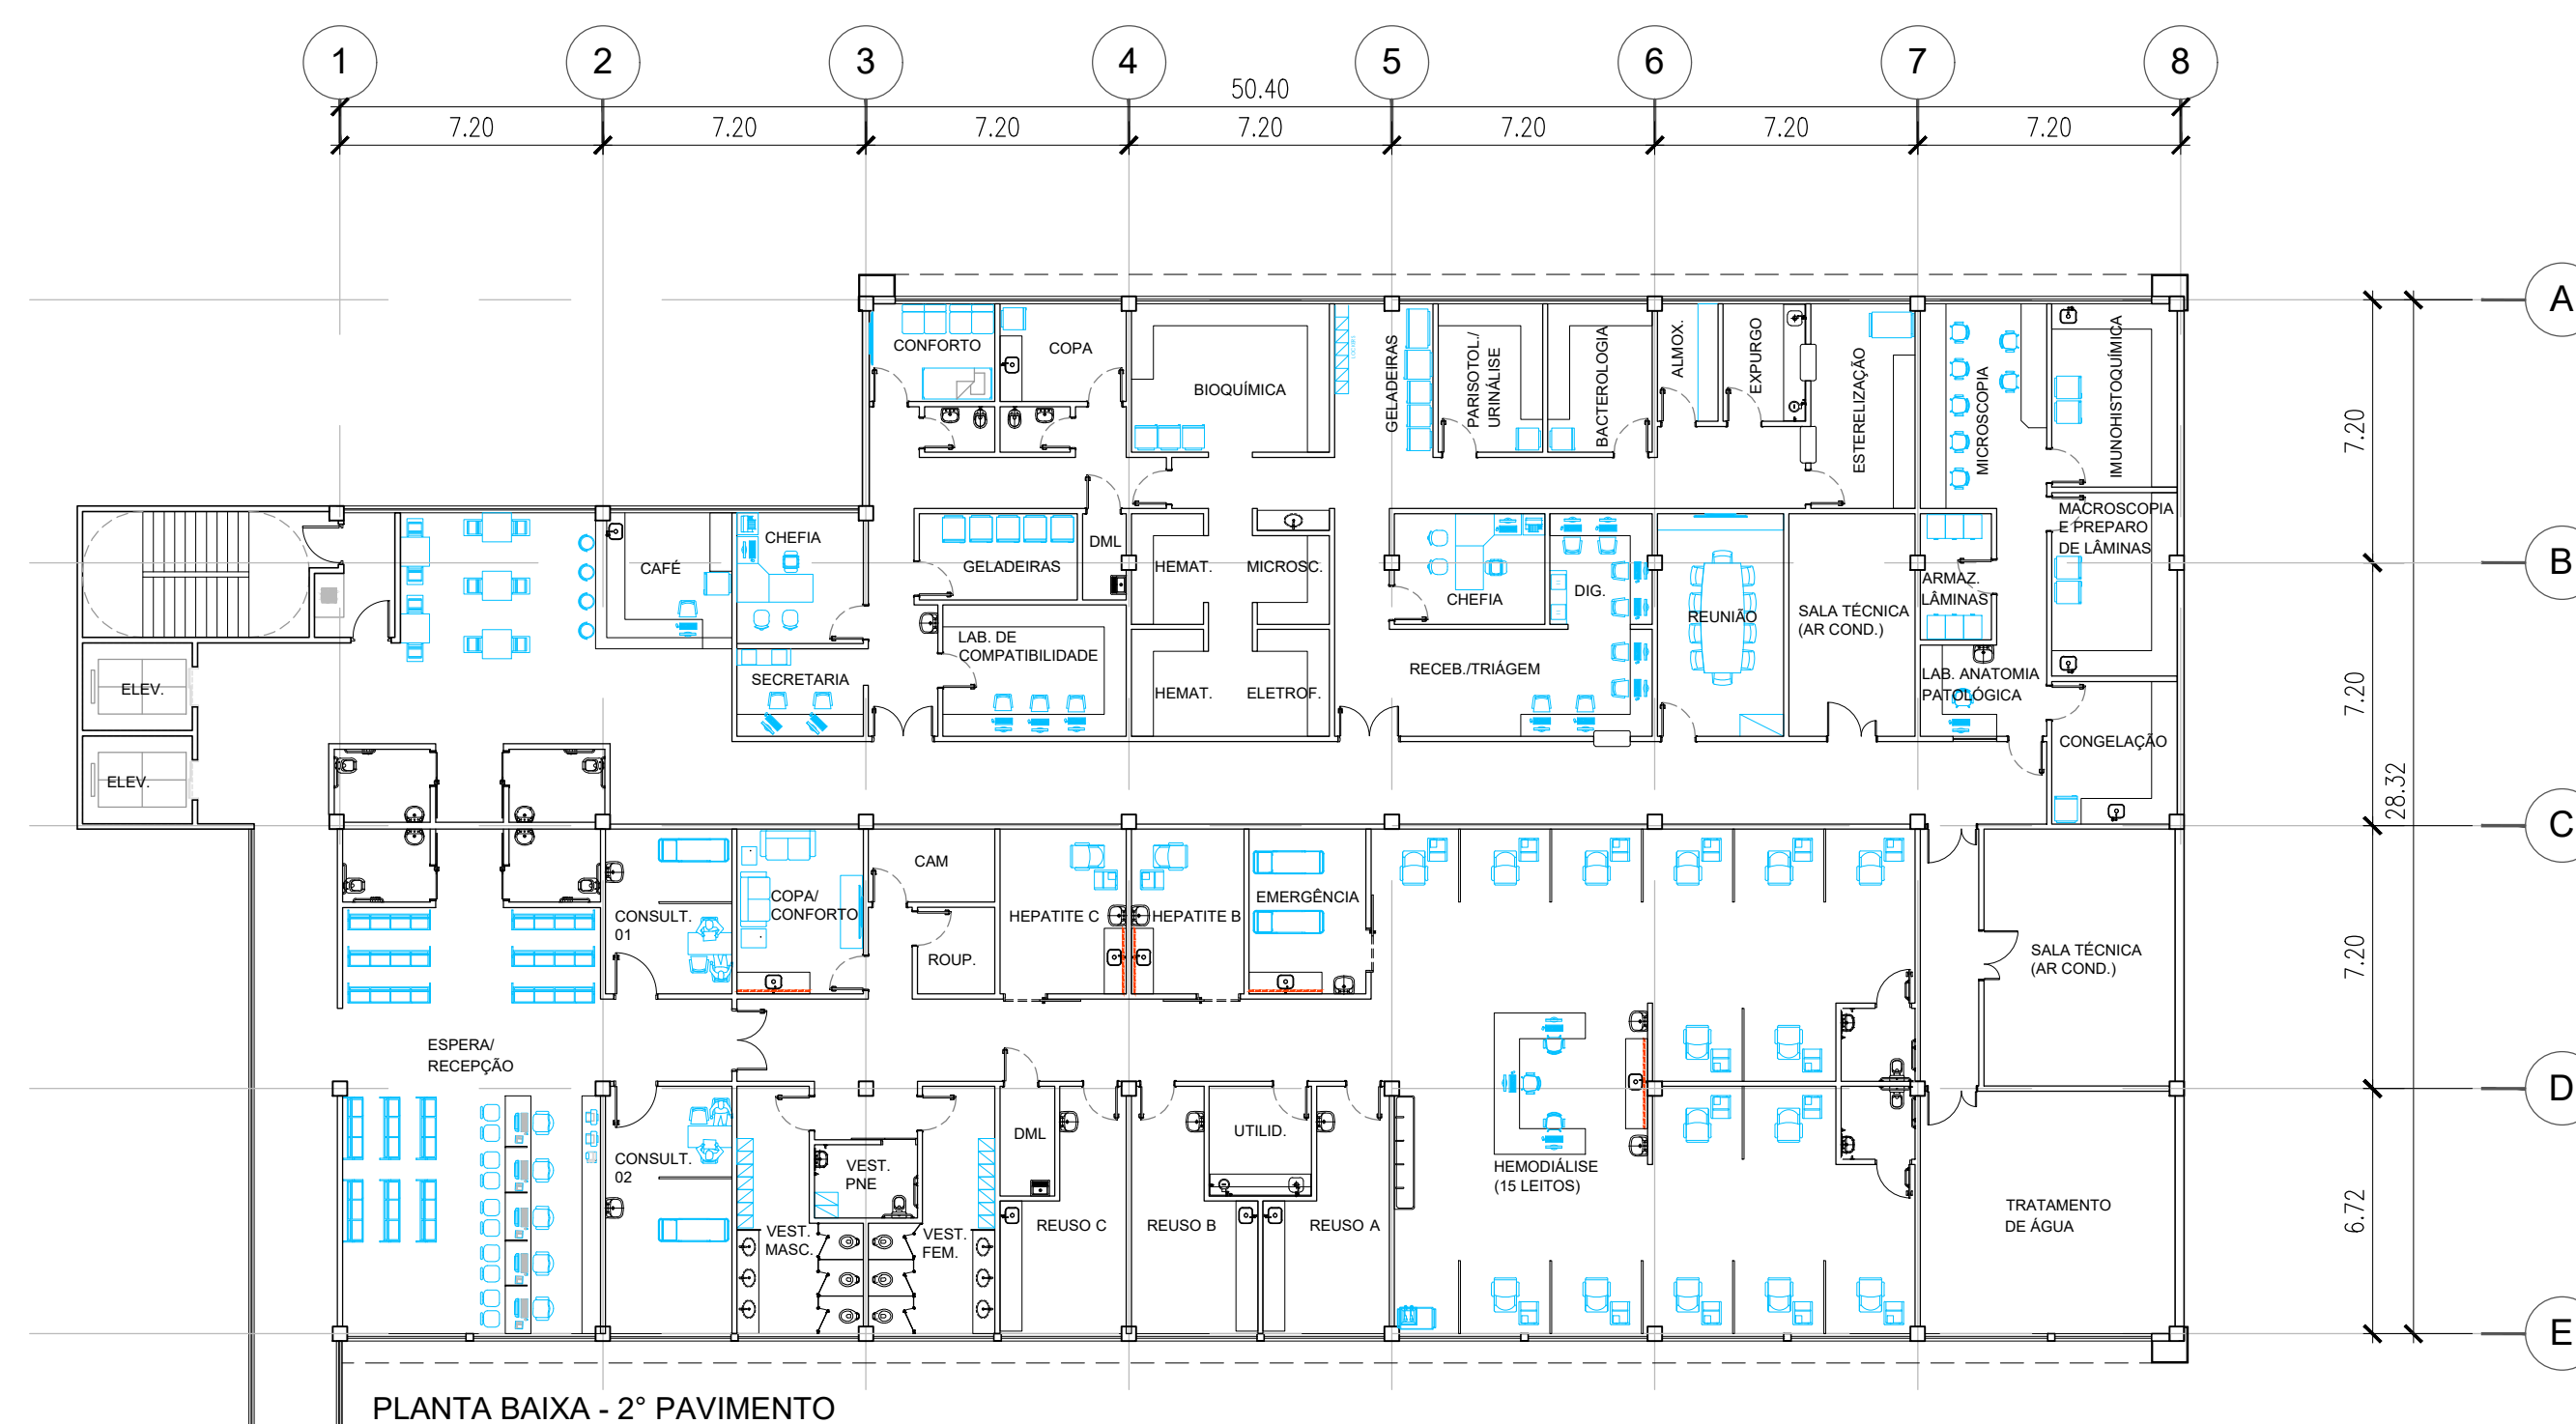 1 2 3 4 5 6 7 8
50.40
7.20 7.20 7.20 7.20 7.20 7.20 7.20
A
B
C
D
E
7.20
7.20
7.20
6.72
28.32
CONFORTO
COPA
BIOQUÍMICA
GELADEIRAS
PARISOTOL./
URINÁLISE
BACTEROLOGIA
ALMOX.
EXPURGO
ESTERELIZAÇÃO
MICROSCOPIA
IMUNOHISTOQUÍMICA
MACROSCOPIA
E PREPARO
DE LÂMINAS
CAFÉ
CHEFIA
GELADEIRAS
DML
HEMAT.
MICROSC.
CHEFIA
DIG.
REUNIÃO
SALA TÉCNICA
(AR COND.)
ARMAZ.
LÂMINAS
ELEV.
SECRETARIA
LAB. DE
COMPATIBILIDADE
HEMAT.
ELETROF.
RECEB./TRIÁGEM
LAB. ANATOMIA
PATOLÓGICA
CONGELAÇÃO
ELEV.
CONSULT.
01
COPA/
CONFORTO
CAM
ROUP.
HEPATITE C
HEPATITE B
EMERGÊNCIA
SALA TÉCNICA
(AR COND.)
ESPERA/
RECEPÇÃO
CONSULT.
02
VEST.
PNE
VEST.
MASC.
VEST.
FEM.
DML
REUSO C
REUSO B
UTILID.
REUSO A
HEMODIÁLISE
(15 LEITOS)
TRATAMENTO
DE ÁGUA
PLANTA BAIXA - 2° PAVIMENTO